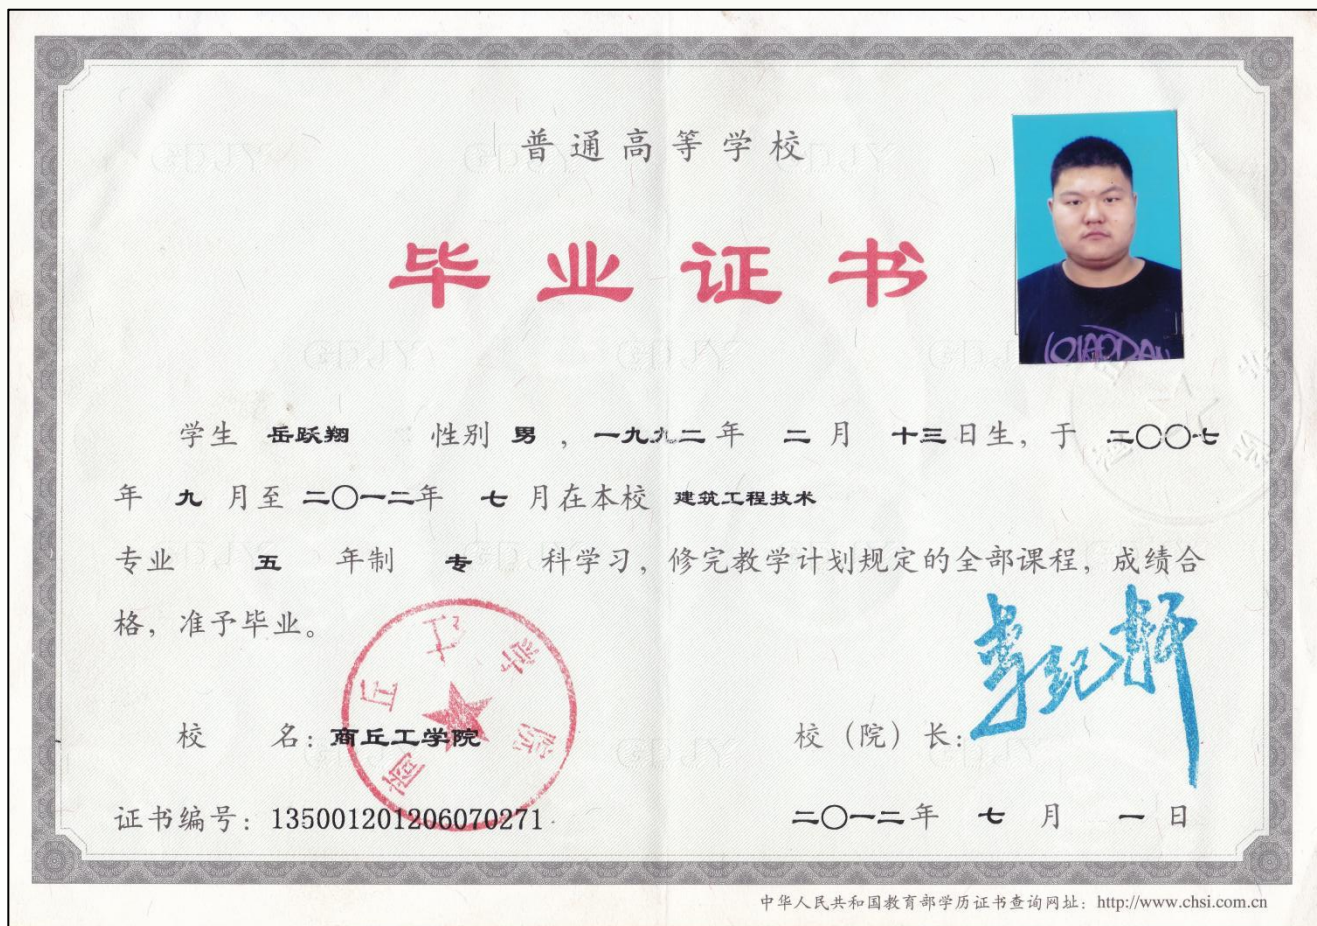 普通高等学校
毕业证书
QIAODAN
学生 岳跃翔 性别 男 , 一九九二 年 二 月 十三 日生, 于 二〇〇七
年 九 月至 二〇一二年 七 月在本校 建筑工程技术
专业 五 年制 专 科学习, 修完教学计划规定的全部课程, 成绩合
格, 准予毕业。
商丘工学院
校 名: 商丘工学院 校（院）长:
证书编号: 135001201206070271 二〇一二年 七 月 一 日
中华人民共和国教育部学历证书查询网址: http://www.chsi.com.cn